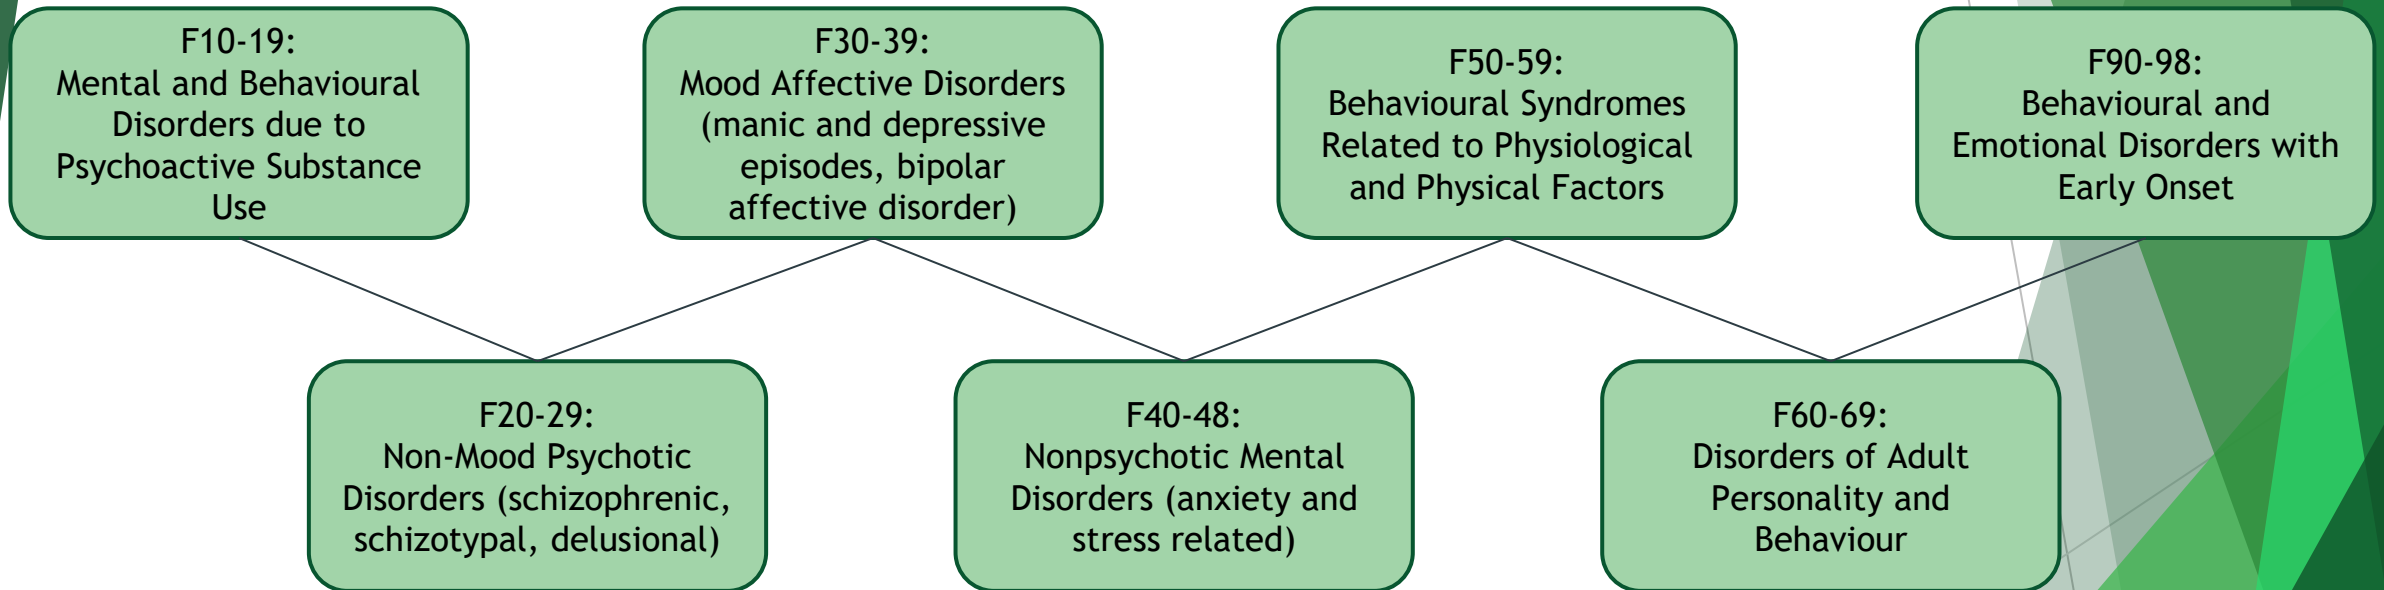 F10-19:
Mental and Behavioural
Disorders due to
Psychoactive Substance
Use
F20-29:
Non-Mood Psychotic
Disorders (schizophrenic,
schizotypal, delusional)
F30-39:
Mood Affective Disorders
(manic and depressive
episodes, bipolar
affective disorder)
F40-48:
Nonpsychotic Mental
Disorders (anxiety and
stress related)
F50-59:
Behavioural Syndromes
Related to Physiological
and Physical Factors
F60-69:
Disorders of Adult
Personality and
Behaviour
F90-98:
Behavioural and
Emotional Disorders with
Early Onset